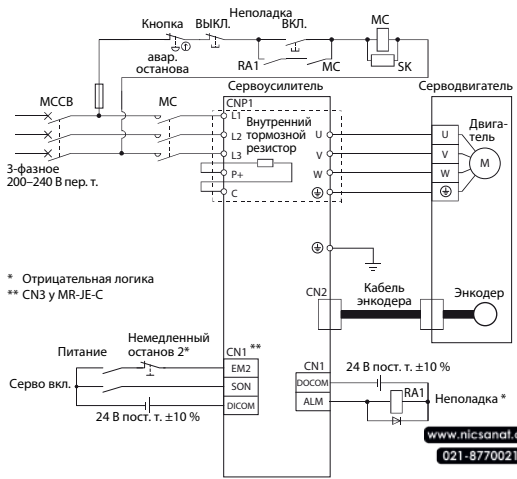 Неполадка
Кнопка
ВЫКЛ.
ВКЛ.
MC
авар.
останова
RA1
MC
SK
Сервоусилитель
Серводвигатель
MCCB
MC
CNP1
L1
L2
L3
P+
C
Внутренний
тормозной
резистор
U
V
W
U
V
W
Двига-
тель
M
3-фазное
200–240 В пер. т.
* Отрицательная логика
** CN3 у MR-JE-C
CN2
Кабель
энкодера
Энкодер
Питание
Немедленный
останов 2*
CN1 **
EM2
SON
DICOM
Серво вкл.
24 В пост. т. ±10 %
CN1
DOCOM
ALM
24 В пост. т. ±10 %
RA1
Неполадка *
www.nicsanat.
021-8770021